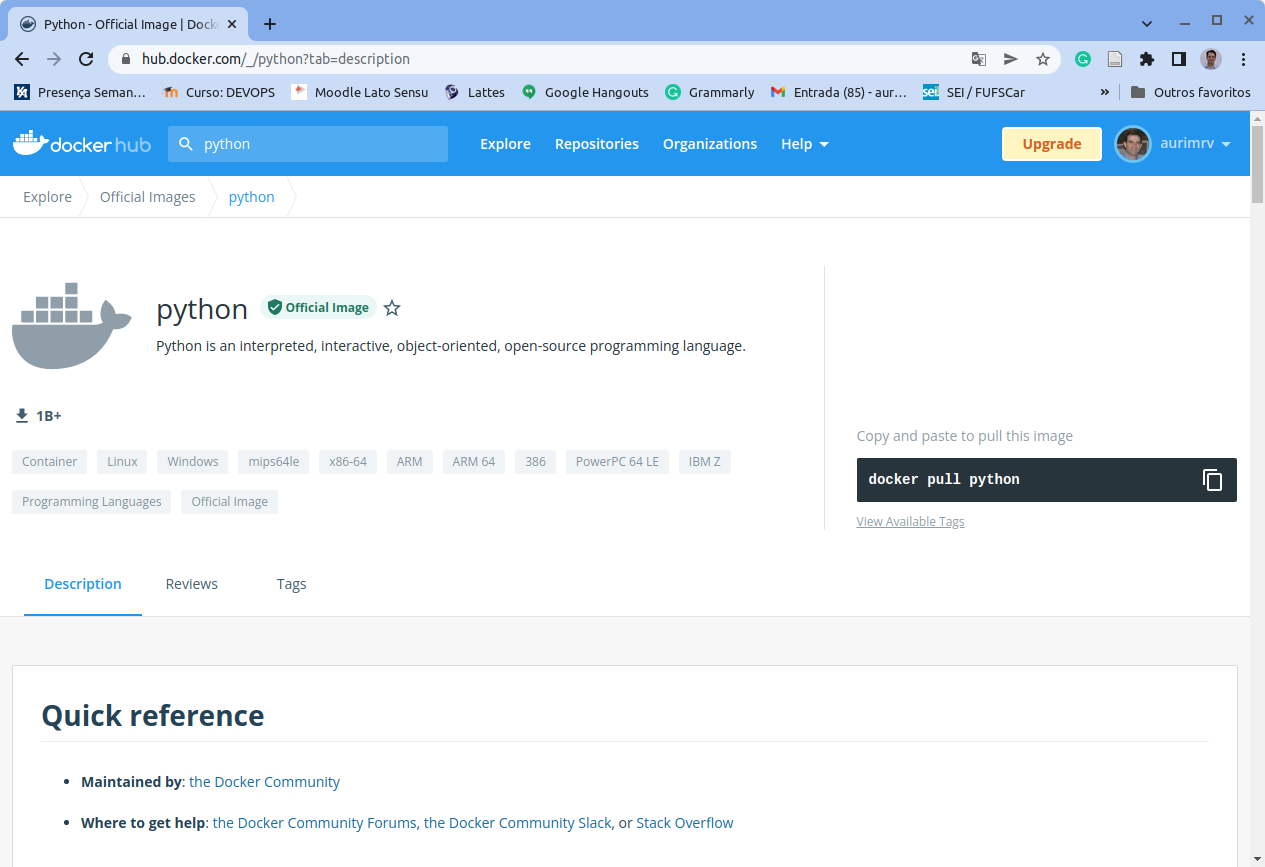 Python - Official Image | Dock
hub.docker.com/_/python?tab=description
Presença Seman... Curso: DEVOPS Moodle Lato Sensu Lattes Google Hangouts Grammarly Entrada (85) - aur... SEI / FUFSCar » Outros favoritos
docker hub python Explore Repositories Organizations Help Upgrade aurimrv
Explore Official Images python
python Official Image
Python is an interpreted, interactive, object-oriented, open-source programming language.
1B+
Copy and paste to pull this image
Container Linux Windows mips64le x86-64 ARM ARM 64 386 PowerPC 64 LE IBM Z
docker pull python
Programming Languages Official Image
View Available Tags
Description Reviews Tags
Quick reference
• Maintained by: the Docker Community
• Where to get help: the Docker Community Forums, the Docker Community Slack, or Stack Overflow